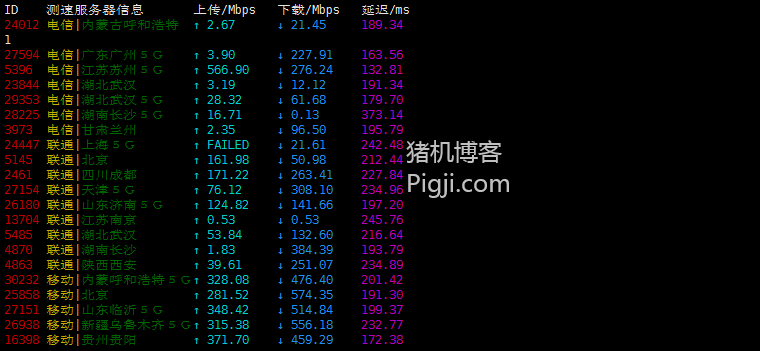 ID 测速服务器信息 上传/Mbps 下载/Mbps 延迟/ms
24012 电信|内蒙古呼和浩特 ↑ 2.67 ↓ 21.45 189.34
1
27594 电信|广东广州５Ｇ ↑ 3.90 ↓ 227.91 163.56
5396 电信|江苏苏州５Ｇ ↑ 566.90 ↓ 276.24 132.81
23844 电信|湖北武汉 ↑ 3.19 ↓ 12.12 191.34
29353 电信|湖北武汉５Ｇ ↑ 28.32 ↓ 61.68 179.70
28225 电信|湖南长沙５Ｇ ↑ 16.71 ↓ 0.13 373.14
3973 电信|甘肃兰州 ↑ 2.35 ↓ 96.50 195.79
24447 联通|上海５Ｇ ↑ FAILED ↓ 21.61 242.48
5145 联通|北京 ↑ 161.98 ↓ 50.98 212.44
2461 联通|四川成都 ↑ 171.22 ↓ 263.41 227.84
27154 联通|天津５Ｇ ↑ 76.12 ↓ 308.10 234.96
26180 联通|山东济南５Ｇ ↑ 124.82 ↓ 141.66 197.20
13704 联通|江苏南京 ↑ 0.53 ↓ 0.53 245.76
5485 联通|湖北武汉 ↑ 53.84 ↓ 132.60 216.64
4870 联通|湖南长沙 ↑ 1.83 ↓ 384.39 193.79
4863 联通|陕西西安 ↑ 39.61 ↓ 251.07 234.89
30232 移动|内蒙呼和浩特５Ｇ↑ 328.08 ↓ 476.40 201.42
25858 移动|北京 ↑ 281.52 ↓ 574.35 191.30
27151 移动|山东临沂５Ｇ ↑ 348.42 ↓ 514.84 199.37
26938 移动|新疆乌鲁木齐５Ｇ↑ 315.38 ↓ 556.18 232.77
16398 移动|贵州贵阳 ↑ 371.70 ↓ 459.29 172.38
猪机博客
Pigji.com